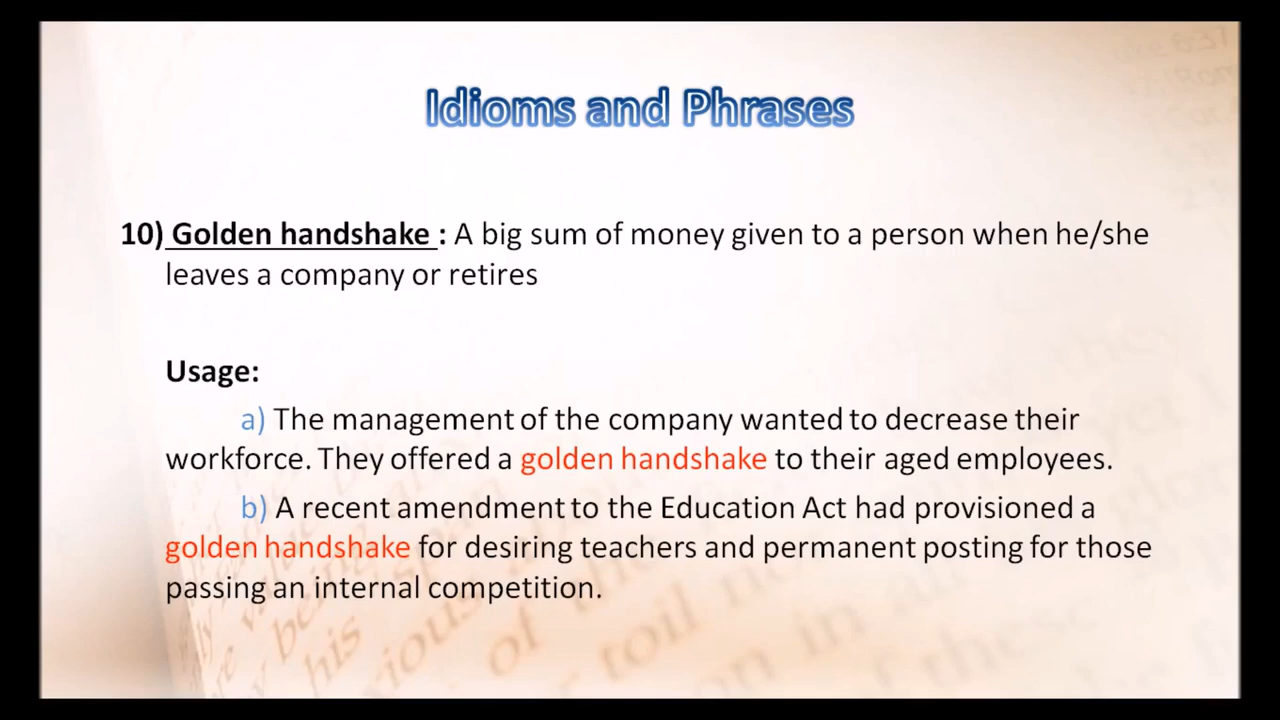 Idioms and Phrases
10) Golden handshake : A big sum of money given to a person when he/she
leaves a company or retires
Usage:
a) The management of the company wanted to decrease their
workforce. They offered a golden handshake to their aged employees.
b) A recent amendment to the Education Act had provisioned a
golden handshake for desiring teachers and permanent posting for those
passing an internal competition.